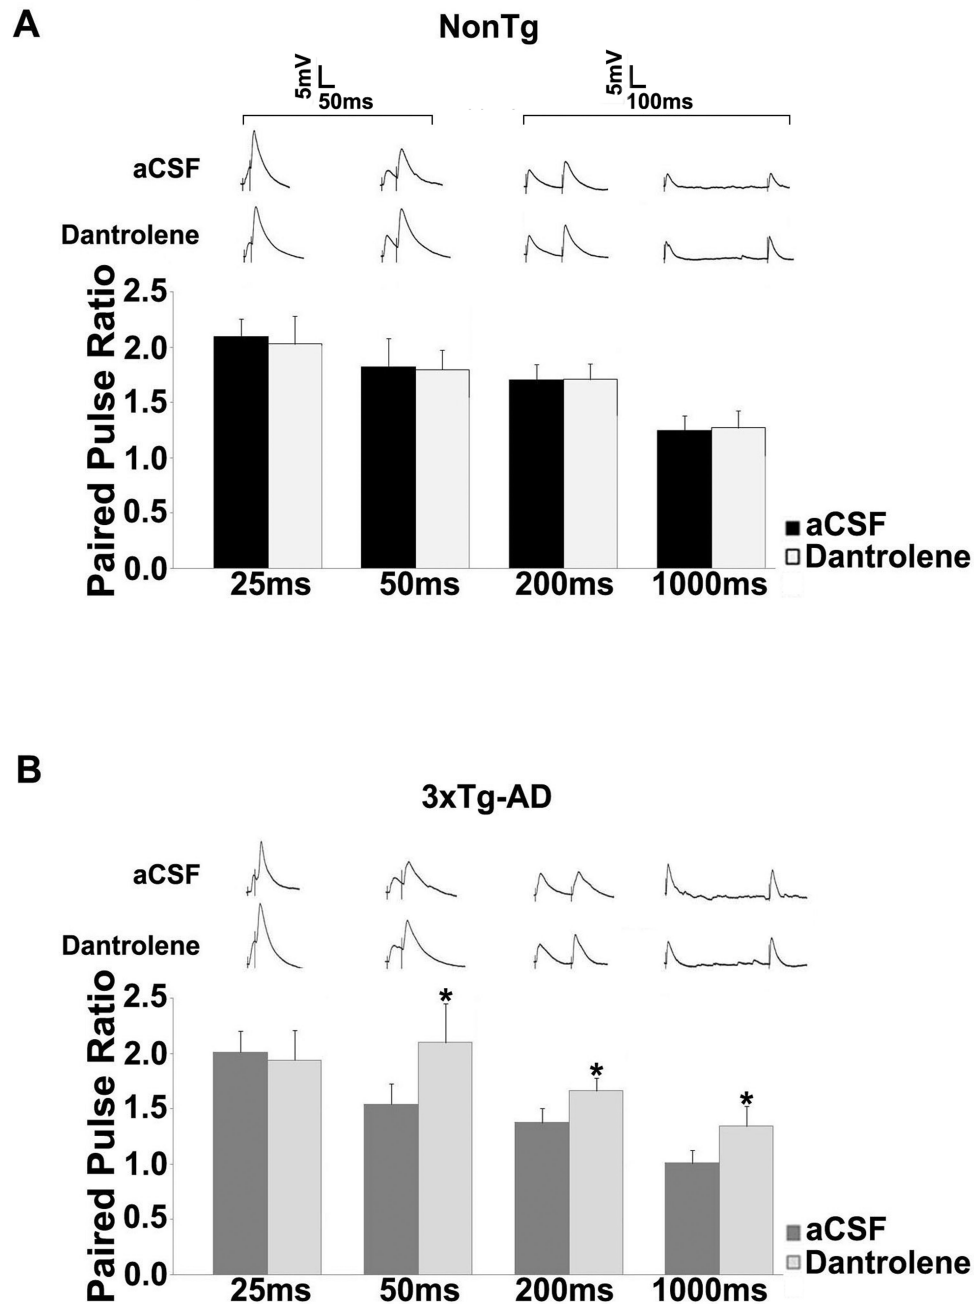 A
NonTg
5mV
50ms
5mV
100ms
aCSF
Dantrolene
Paired Pulse Ratio
2.5
2.0
1.5
1.0
0.5
0.0
25ms 50ms 200ms 1000ms
aCSF
Dantrolene
B
3xTg-AD
aCSF
Dantrolene
Paired Pulse Ratio
2.5
2.0
1.5
1.0
0.5
0.0
* * *
25ms 50ms 200ms 1000ms
aCSF
Dantrolene